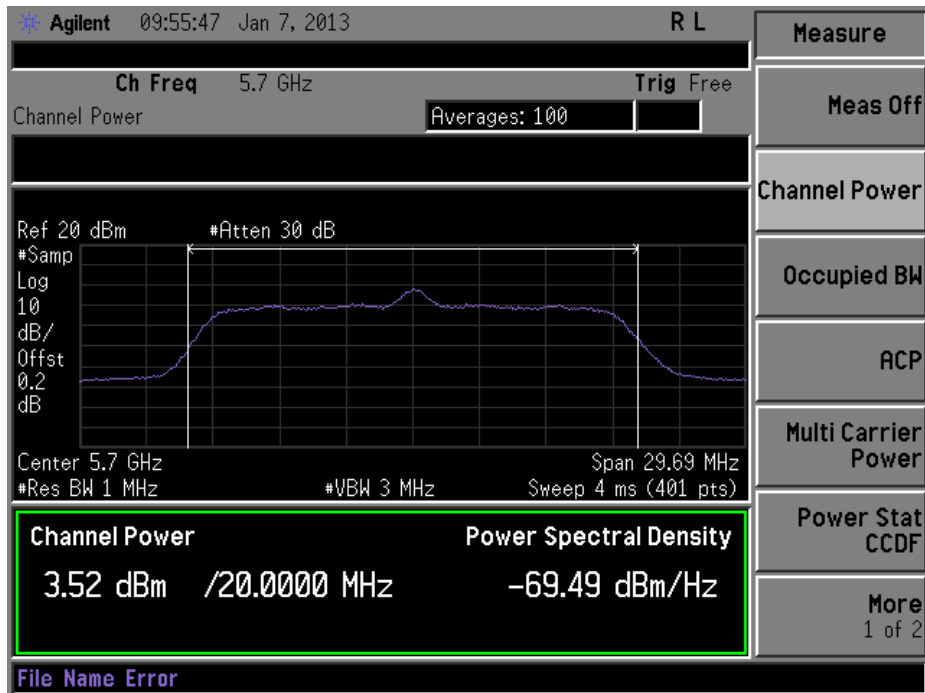 Agilent 09:55:47 Jan 7, 2013 R L
Ch Freq 5.7 GHz Trig Free
Channel Power Averages: 100
Ref 20 dBm #Atten 30 dB
#Samp
Log
10
dB/
Offst
0.2
dB
Center 5.7 GHz Span 29.69 MHz
#Res BW 1 MHz #VBW 3 MHz Sweep 4 ms (401 pts)
Channel Power Power Spectral Density
3.52 dBm /20.0000 MHz -69.49 dBm/Hz
File Name Error
Measure
Meas Off
Channel Power
Occupied BW
ACP
Multi Carrier
Power
Power Stat
CCDF
More
1 of 2